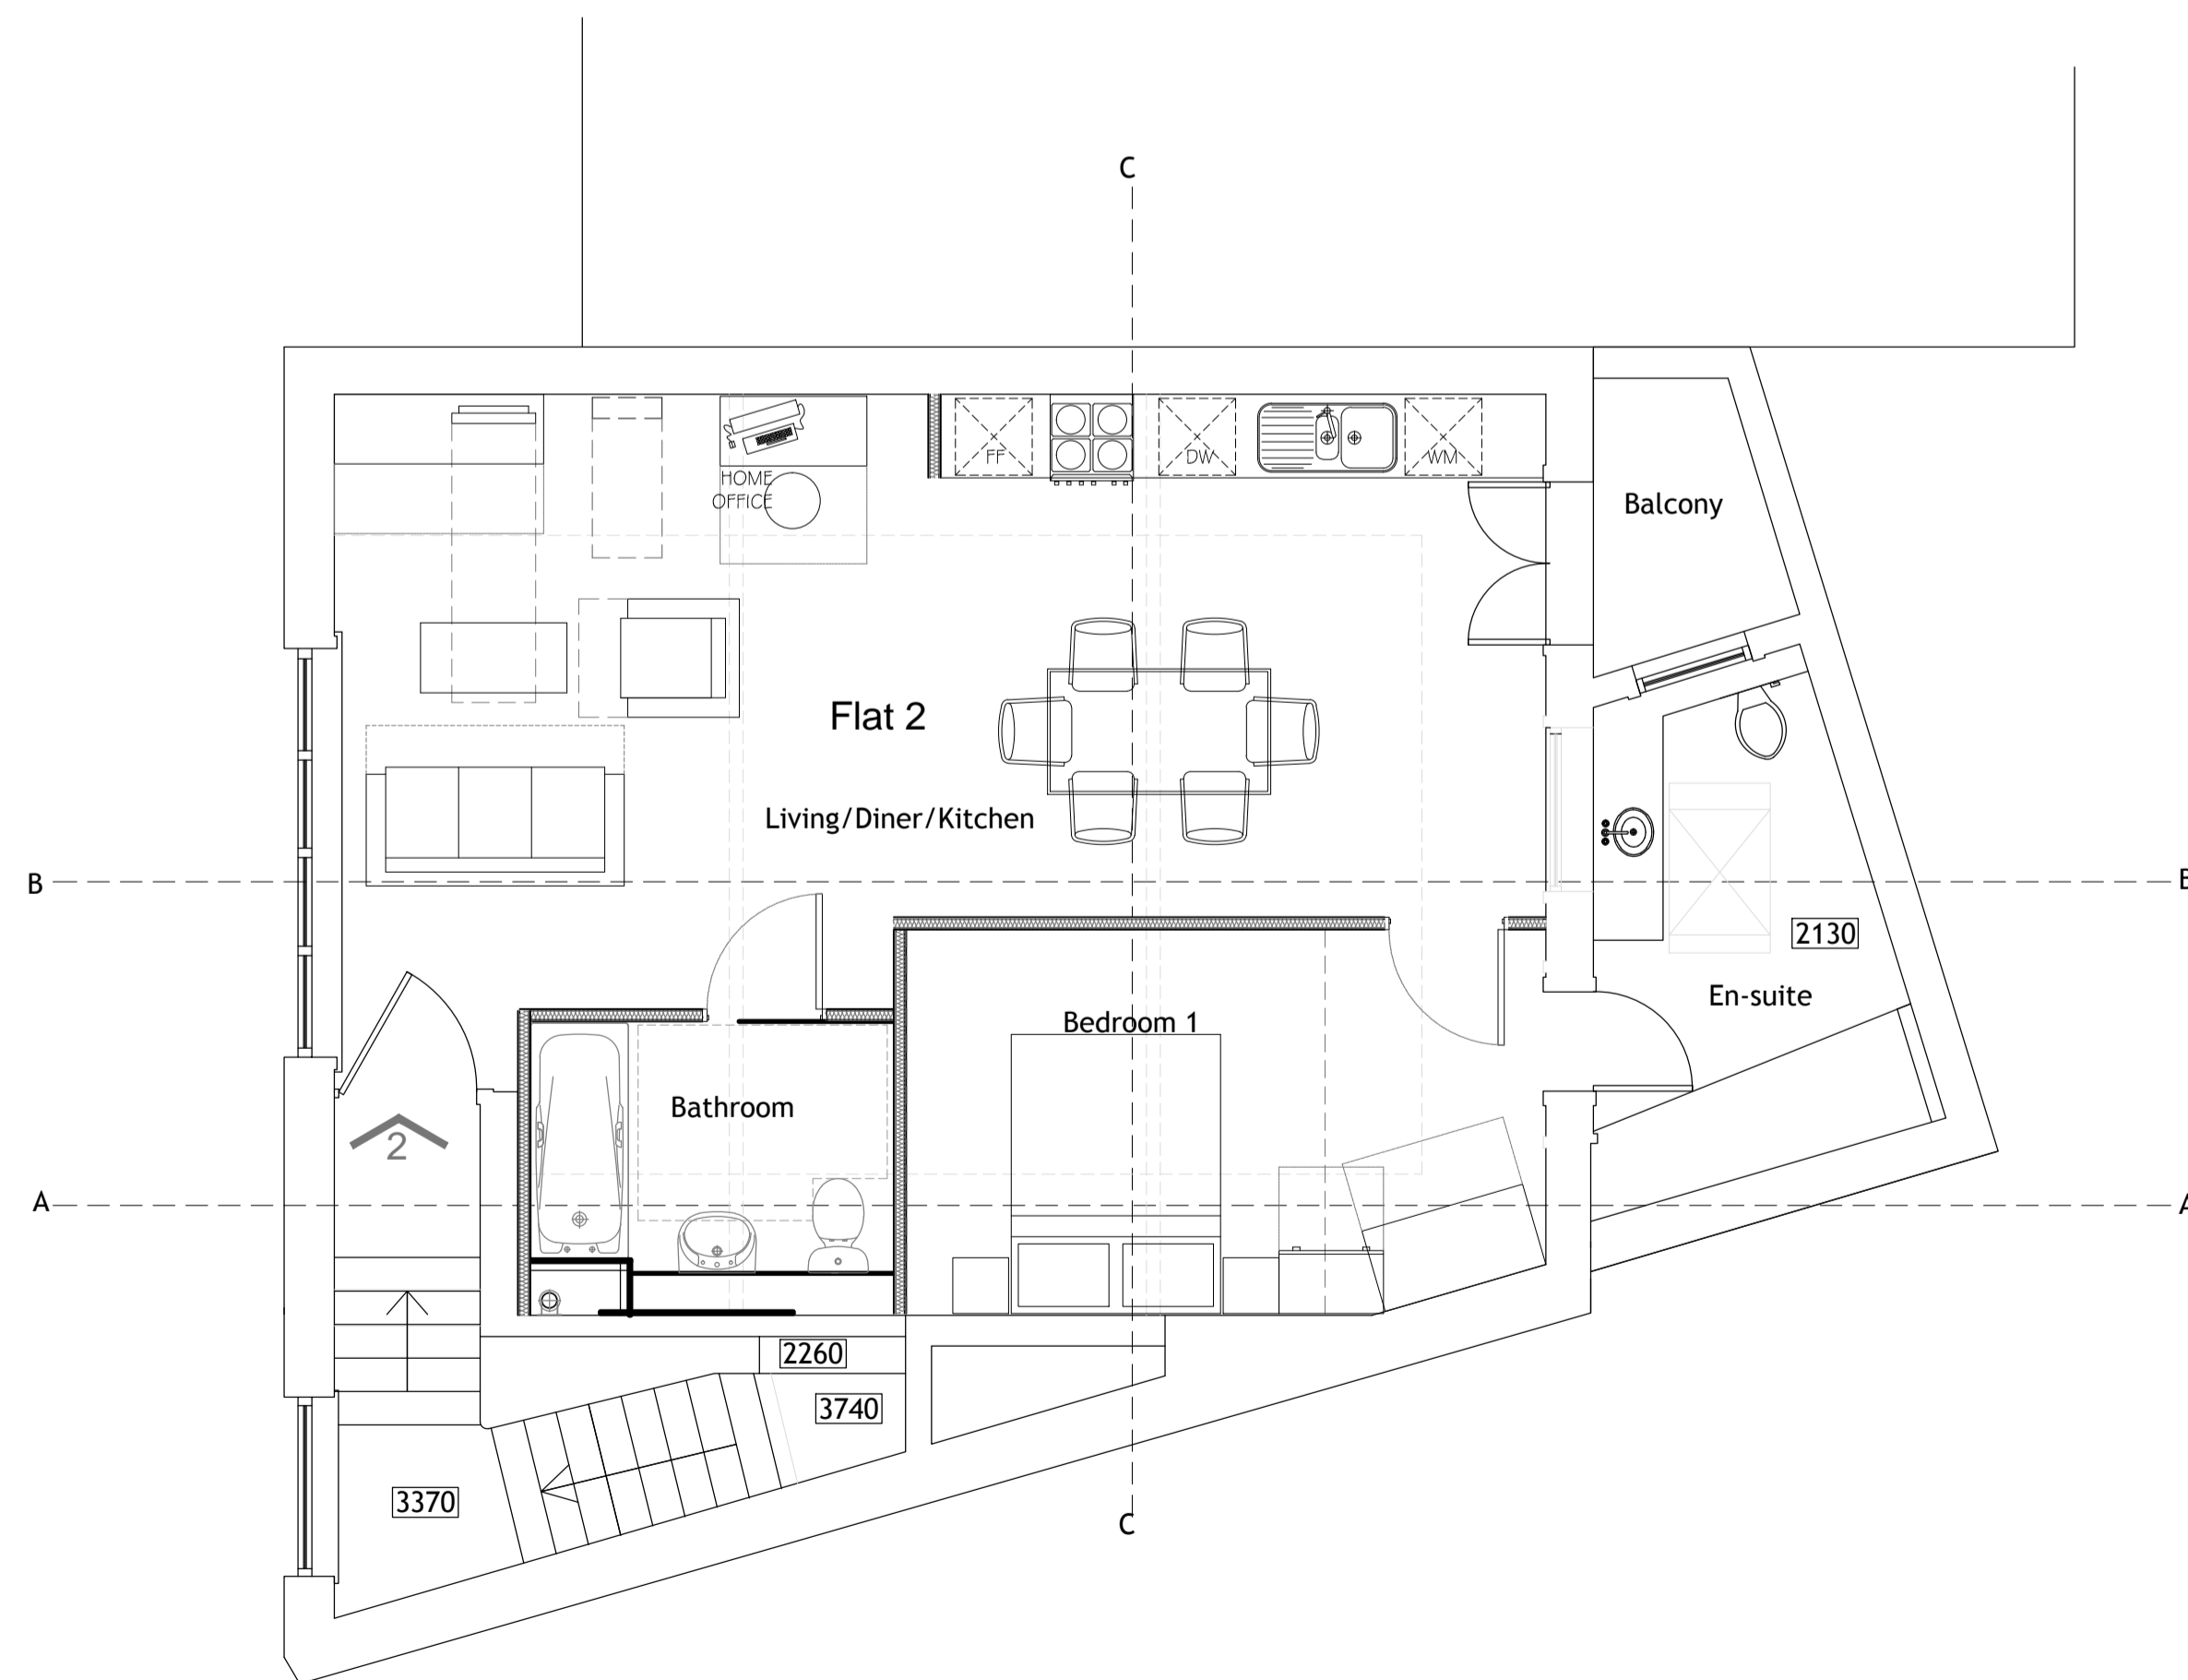 C
FF
DW
WM
HOME
OFFICE
Balcony
Flat 2
Living/Diner/Kitchen
B
B
2130
En-suite
Bedroom 1
Bathroom
2
A
A
2260
3740
3370
C